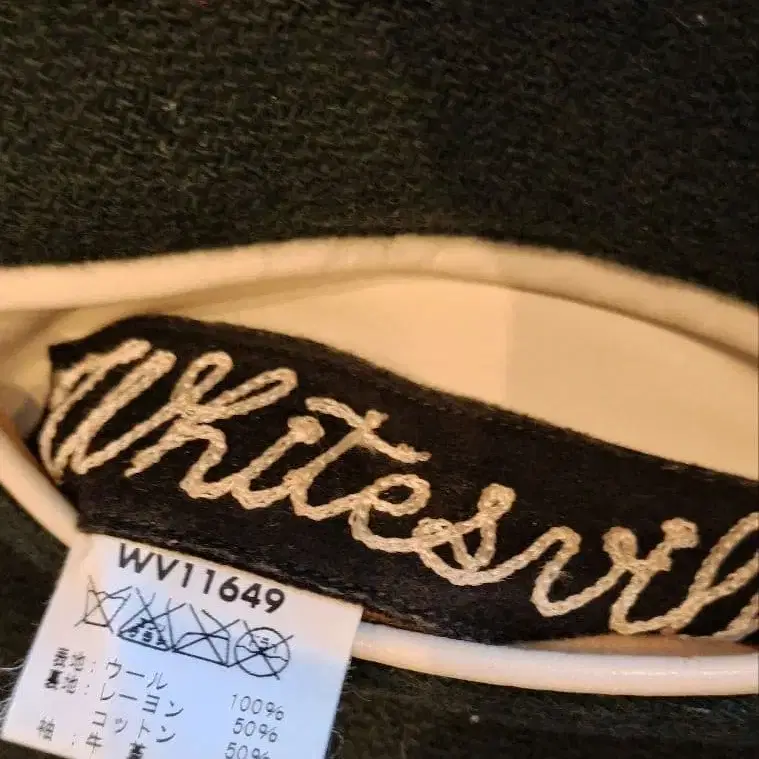 Whitesvill
WV11649
表地:ウール 100%
裏地:レーヨン 50%
コットン 50%
袖:牛革